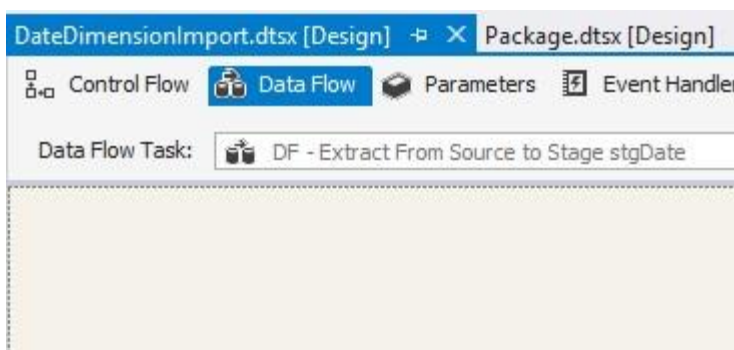 DateDimensionImport.dtsx [Design] Package.dtsx [Design]
Control Flow Data Flow Parameters Event Handler
Data Flow Task: DF - Extract From Source to Stage stgDate